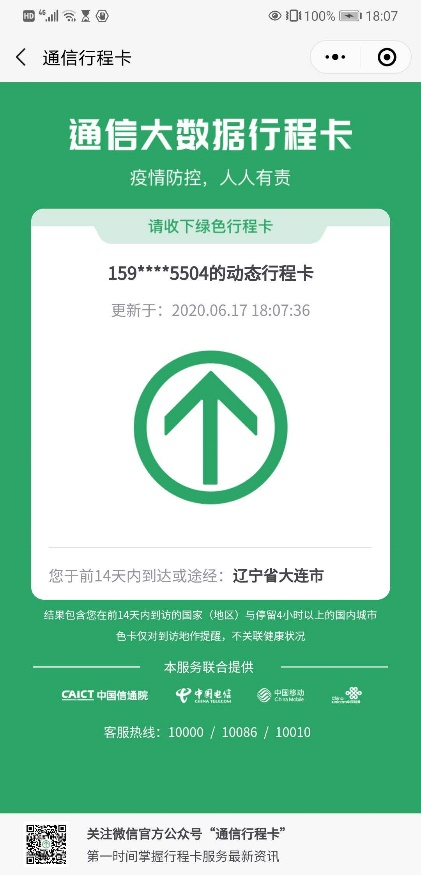 HD 4G 100% 18:07
通信行程卡
通信大数据行程卡
疫情防控，人人有责
请收下绿色行程卡
159****5504的动态行程卡
更新于：2020.06.17 18:07:36
您于前14天内到达或途经：辽宁省大连市
结果包含您在前14天内到访的国家（地区）与停留4小时以上的国内城市
色卡仅对到访地作提醒，不关联健康状况
本服务联合提供
CAICT 中国信通院 中国电信 CHINA TELECOM 中国移动 China Mobile
客服热线：10000 / 10086 / 10010
关注微信官方公众号“通信行程卡”
第一时间掌握行程卡服务最新资讯